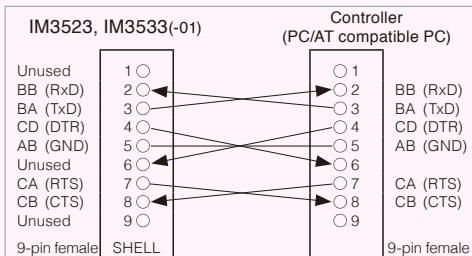 IM3523, IM3533(-01)
Controller
(PC/AT compatible PC)
Unused 1 1
BB (RxD) 2 2 BB (RxD)
BA (TxD) 3 3 BA (TxD)
CD (DTR) 4 4 CD (DTR)
AB (GND) 5 5 AB (GND)
Unused 6 6
CA (RTS) 7 7 CA (RTS)
CB (CTS) 8 8 CB (CTS)
Unused 9 9
9-pin female SHELL 9-pin female